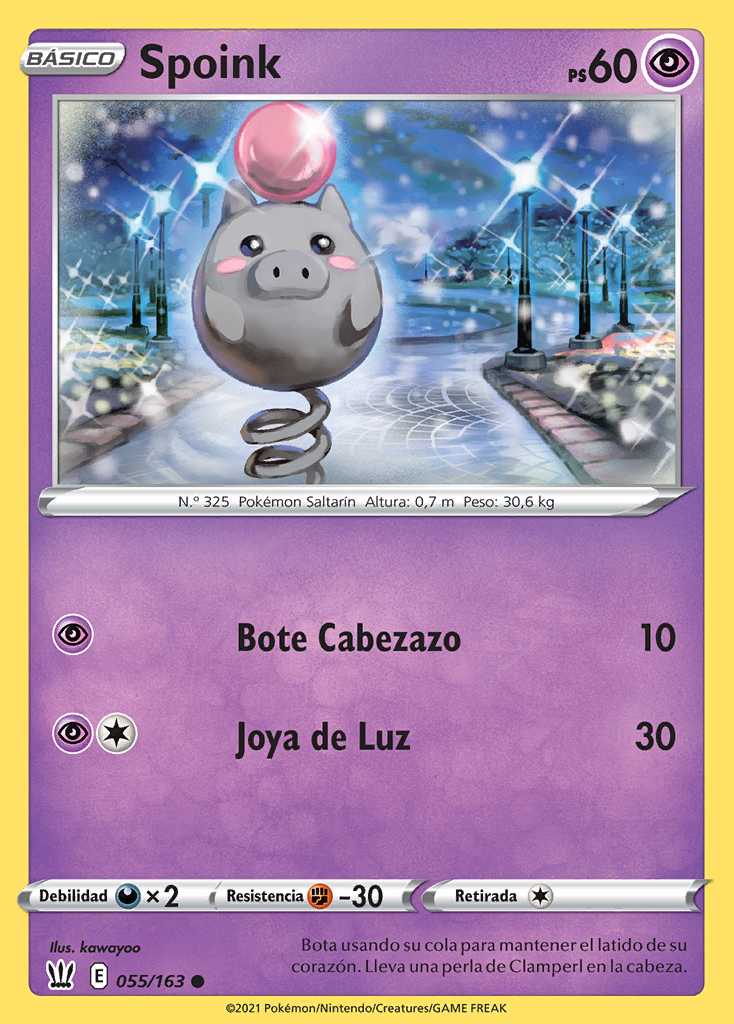 BÁSICO Spoink PS60
N.º 325 Pokémon Saltarín Altura: 0,7 m Peso: 30,6 kg
Bote Cabezazo 10
Joya de Luz 30
Debilidad ×2 Resistencia -30 Retirada
Ilus. kawayoo
Bota usando su cola para mantener el latido de su
corazón. Lleva una perla de Clamperl en la cabeza.
E 055/163
©2021 Pokémon/Nintendo/Creatures/GAME FREAK